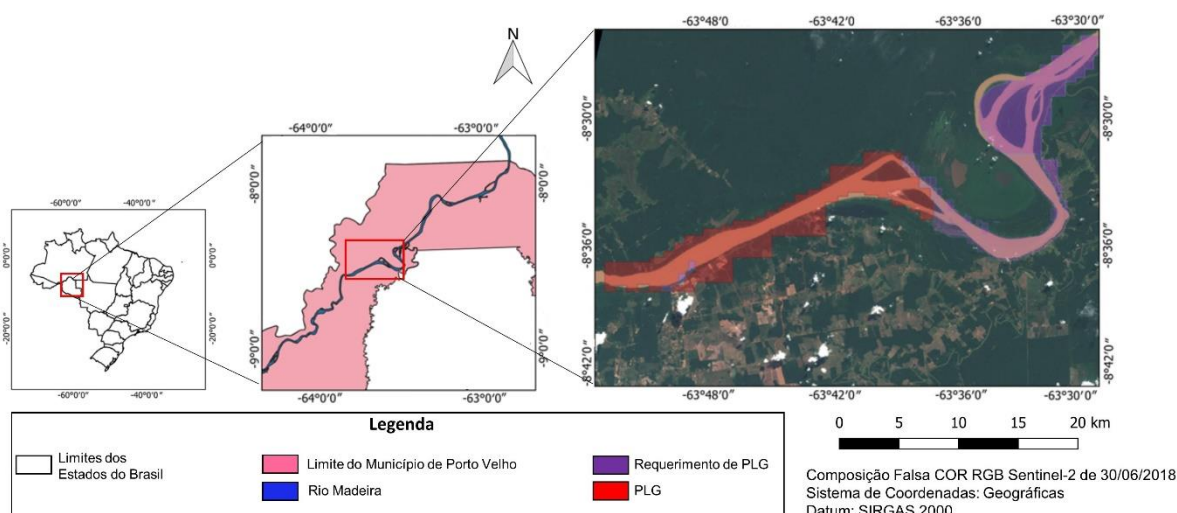 N
-60°0'0" -40°0'0"
0°0'0" -20°0'0"
0°0'0" -20°0'0"
-60°0'0" -40°0'0"
-64°0'0" -63°0'0"
-8°0'0" -9°0'0"
-8°0'0" -9°0'0"
-64°0'0" -63°0'0"
-63°48'0 -63°42'0 -63°36'0 -63°30'0"
-8°30'0" -8°36'0" -8°42'0"
-8°30'0" -8°36'0" -8°42'0"
-63°48'0" -63°42'0" -63°36'0" -63°30'0"
Legenda
Limites dos
Estados do Brasil
Limite do Município de Porto Velho
Rio Madeira
Requerimento de PLG
PLG
0 5 10 15 20 km
Composição Falsa COR RGB Sentinel-2 de 30/06/2018
Sistema de Coordenadas: Geográficas
Datum: SIRGAS 2000